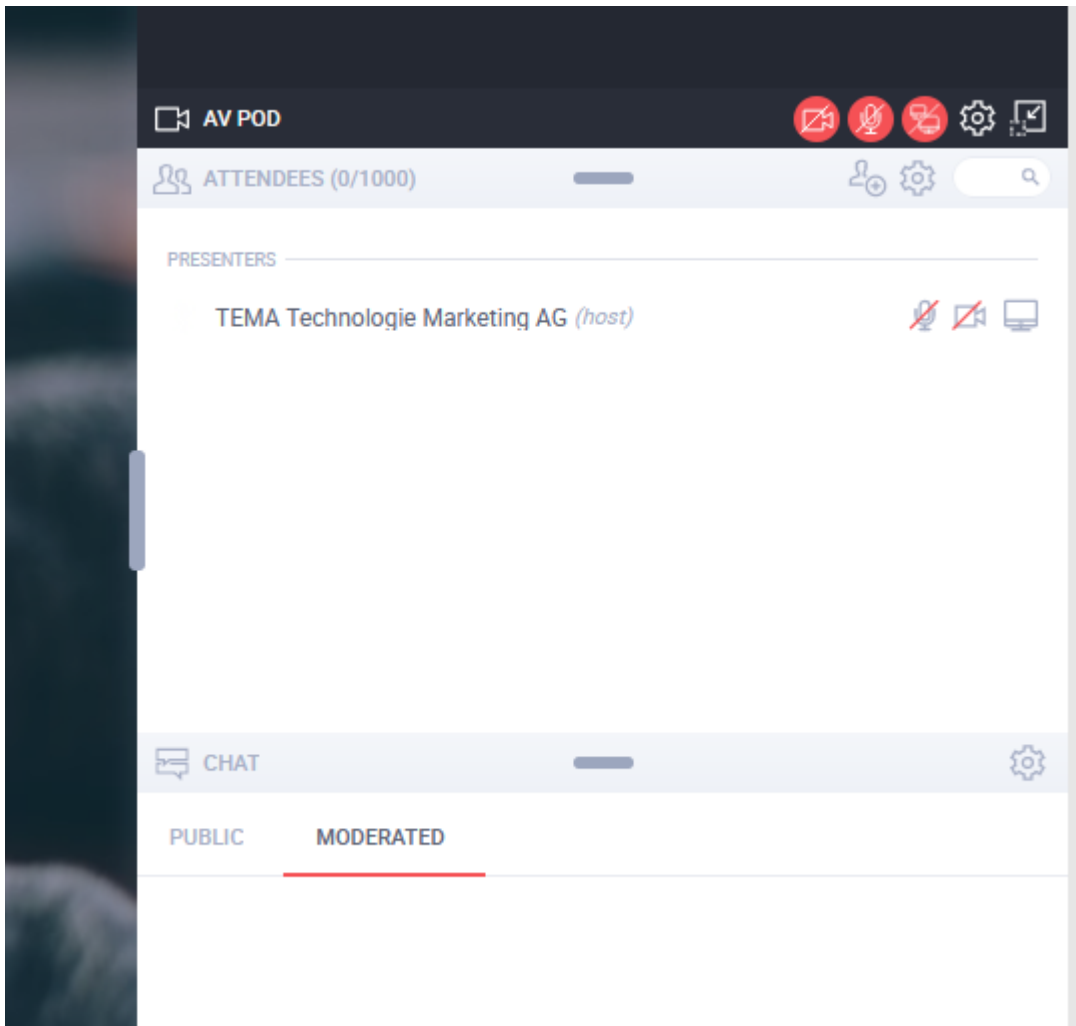 AV POD
ATTENDEES (0/1000)
PRESENTERS
TEMA Technologie Marketing AG (host)
CHAT
PUBLIC MODERATED